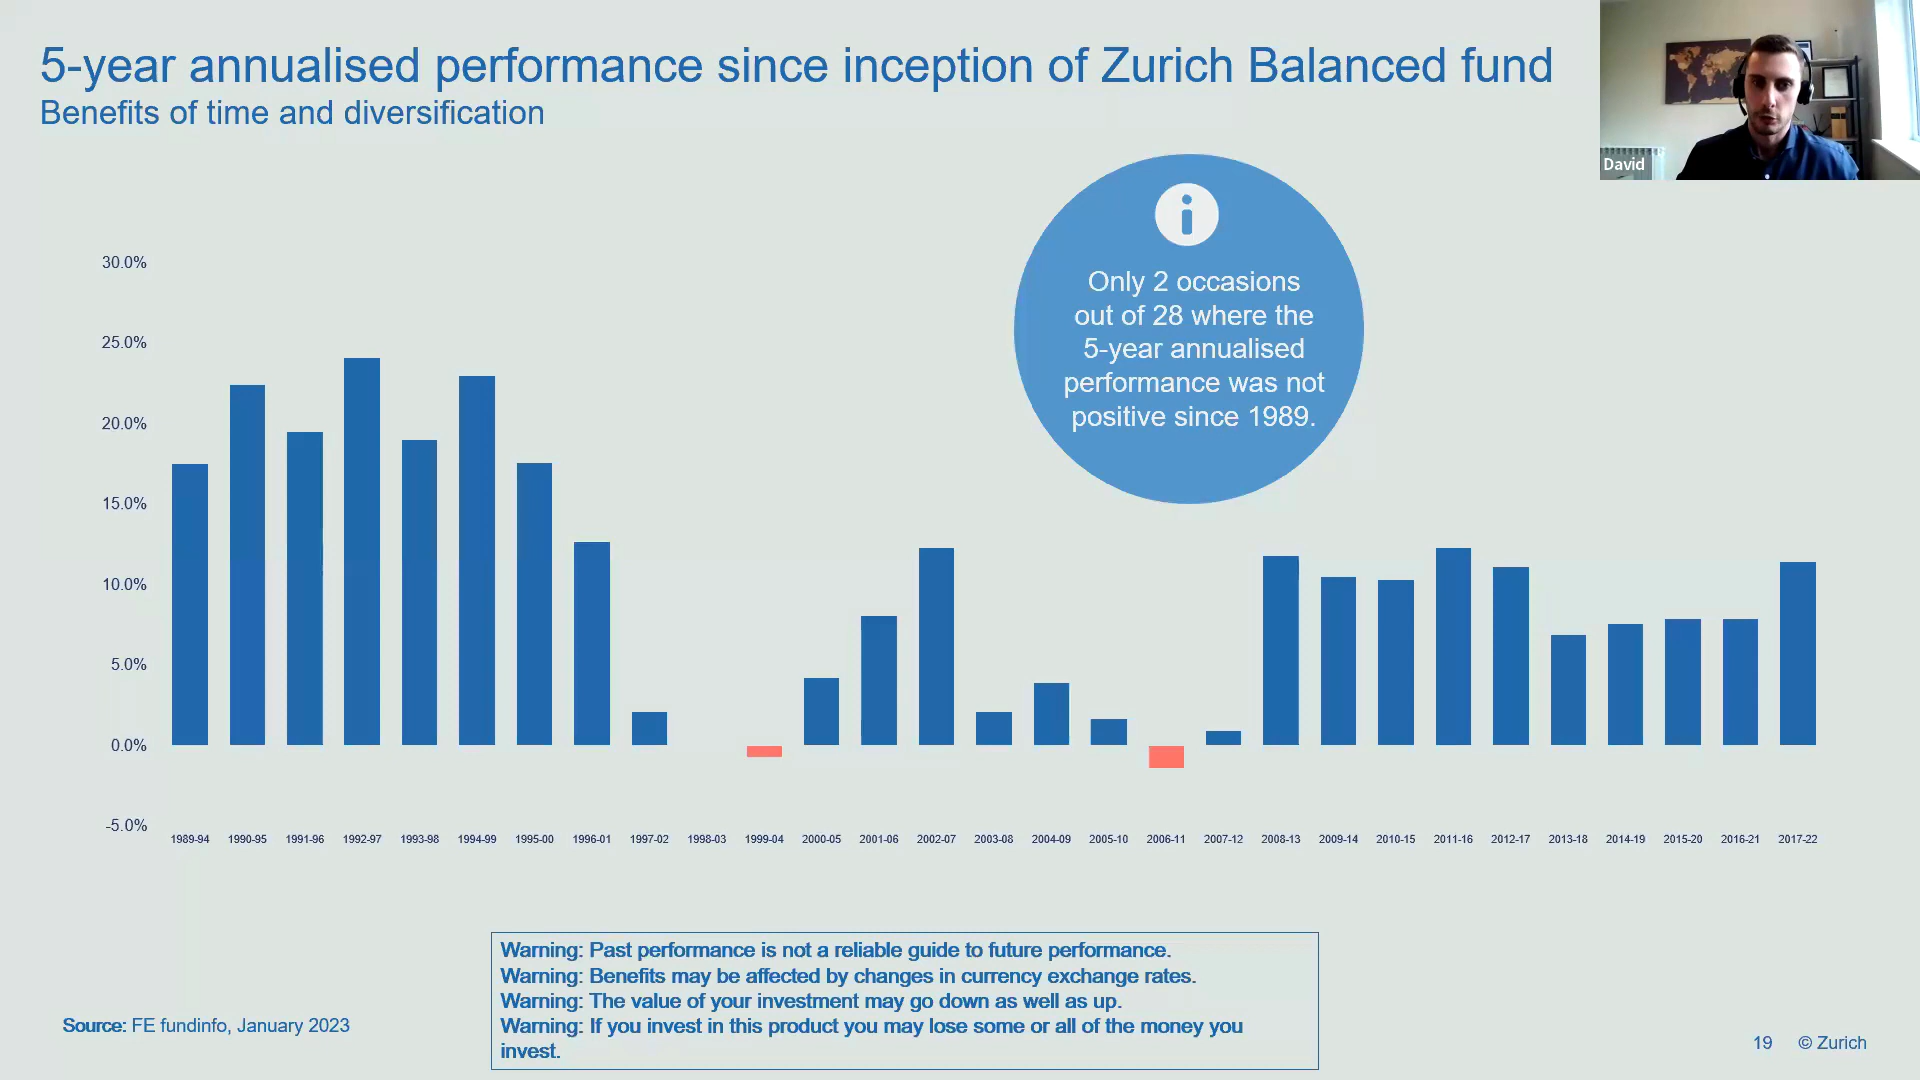 5-year annualised performance since inception of Zurich Balanced fund
Benefits of time and diversification
David
i
Only 2 occasions
out of 28 where the
5-year annualised
performance was not
positive since 1989.
30.0%
25.0%
20.0%
15.0%
10.0%
5.0%
0.0%
-5.0%
1989-94 1990-95 1991-96 1992-97 1993-98 1994-99 1995-00 1996-01 1997-02 1998-03 1999-04 2000-05 2001-06 2002-07 2003-08 2004-09 2005-10 2006-11 2007-12 2008-13 2009-14 2010-15 2011-16 2012-17 2013-18 2014-19 2015-20 2016-21 2017-22
Warning: Past performance is not a reliable guide to future performance.
Warning: Benefits may be affected by changes in currency exchange rates.
Warning: The value of your investment may go down as well as up.
Warning: If you invest in this product you may lose some or all of the money you
invest.
Source: FE fundinfo, January 2023
19 © Zurich